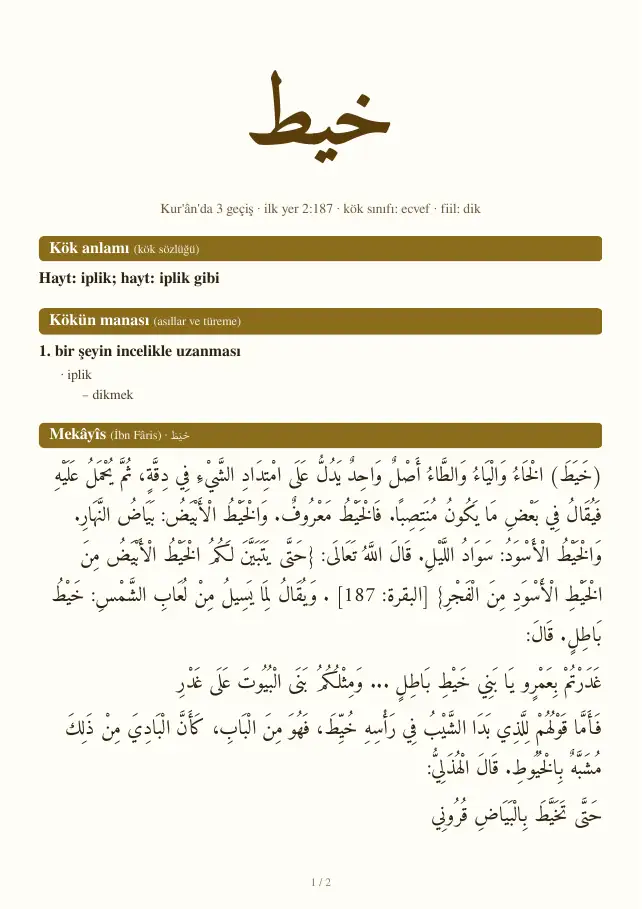 خيط
Kur'ân'da 3 geçiş · ilk yer 2:187 · kök sınıfı: ecvef · fiil: dik
Kök anlamı (kök sözlüğü)
Hayt: iplik; hayt: iplik gibi
Kökün manası (asıllar ve türeme)
1. bir şeyin incelikle uzanması
· iplik
– dikmek
Mekâyîs (İbn Fâris) · خَيَطَ
(خَيَطَ) الْخَاءُ وَالْيَاءُ وَالطَّاءُ أَصْلٌ وَاحِدٌ يَدُلُّ عَلَى امْتِدَادِ الشَّيْءِ فِي دِقَّةٍ، ثُمَّ يُحْمَلُ عَلَيْهِ
فَيُقَالُ فِي بَعْضِ مَا يَكُونُ مُنْتَصِبًا. فَالْخَيْطُ مَعْرُوفٌ. وَالْخَيْطُ الْأَبْيَضُ: بَيَاضُ النَّهَارِ.
وَالْخَيْطُ الْأَسْوَدُ: سَوَادُ اللَّيْلِ. قَالَ اللَّهُ تَعَالَى: {حَتَّى يَتَبَيَّنَ لَكُمُ الْخَيْطُ الْأَبْيَضُ مِنَ
الْخَيْطِ الْأَسْوَدِ مِنَ الْفَجْرِ} [البقرة: 187] . وَيُقَالُ لِمَا يَسِيلُ مِنْ لُعَابِ الشَّمْسِ: خَيْطُ
بَاطِلٍ. قَالَ:
غَدَرْتُمْ بِعَمْرٍو يَا بَنِي خَيْطِ بَاطِلٍ ... وَمِثْلُكُمُ بَنَى الْبُيُوتَ عَلَى غَدْرِ
فَأَمَّا قَوْلُهُمْ لِلَّذِي بَدَا الشَّيْبُ فِي رَأْسِهِ خُيِّطَ، فَهُوَ مِنَ الْبَابِ، كَأَنَّ الْبَادِيَ مِنْ ذَلِكَ
مُشَبَّهٌ بِالْخُيُوطِ. قَالَ الْهُذَلِيُّ:
حَتَّى تَخَيَّطَ بِالْبَيَاضِ قُرُونِي
1 / 2